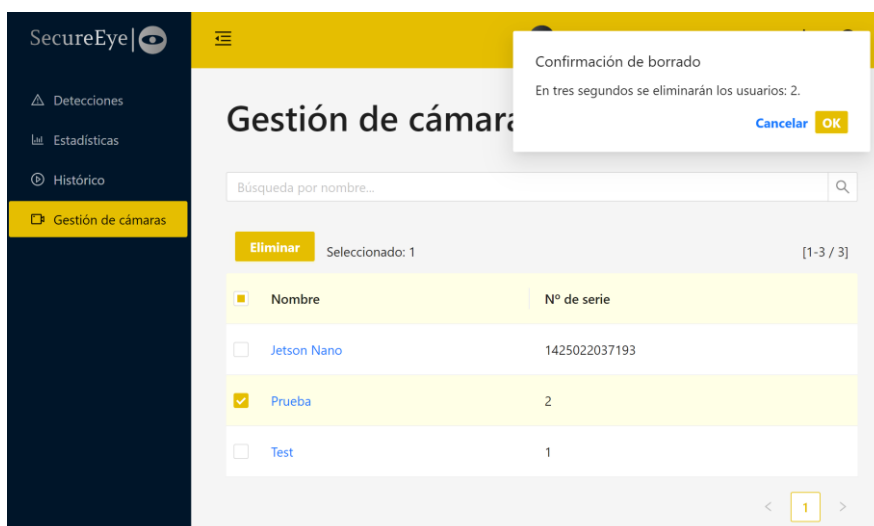 SecureEye
Detecciones
Estadísticas
Histórico
Gestión de cámaras
Confirmación de borrado
En tres segundos se eliminarán los usuarios: 2.
Cancelar OK
Gestión de cámara
Búsqueda por nombre...
Eliminar Seleccionado: 1 [1-3 / 3]
Nombre Nº de serie
Jetson Nano 1425022037193
Prueba 2
Test 1
< 1 >